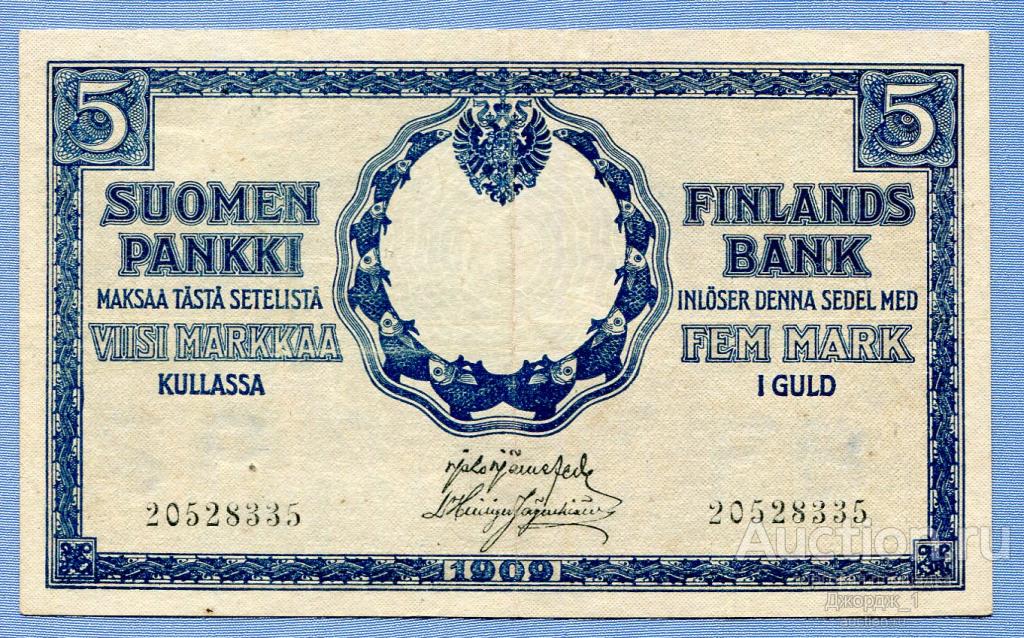 5
5
SUOMEN
PANKKI
MAKSAA TÄSTÄ SETELISTÄ
VIISI MARKKAA
KULLASSA
FINLANDS
BANK
INLÖSER DENNA SEDEL MED
FEM MARK
I GULD
20528335
20528335
1909
Auction.ru
Джордж_1